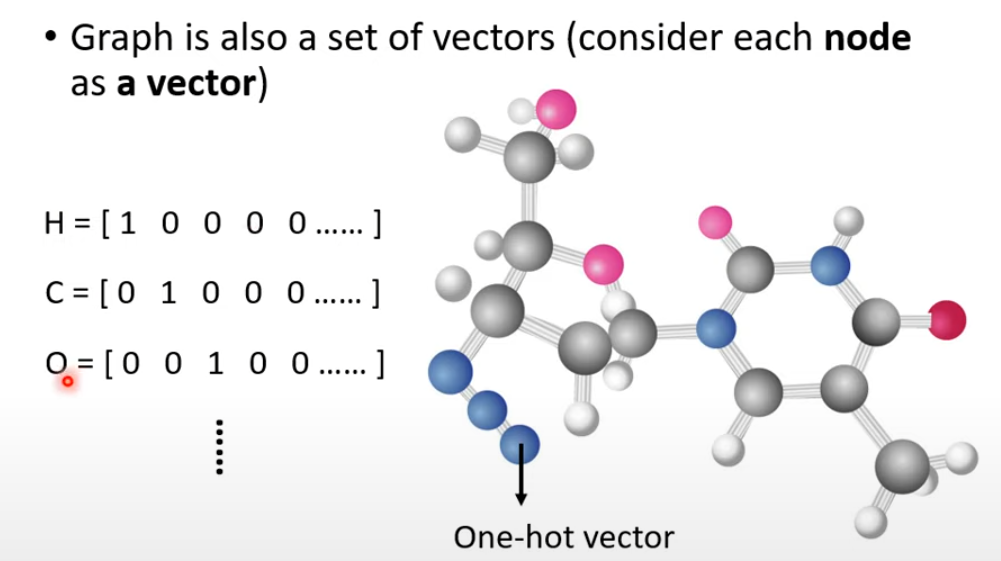 • Graph is also a set of vectors (consider each node
as a vector)
H = [ 1 0 0 0 0 ...... ]
C = [ 0 1 0 0 0 ...... ]
O = [ 0 0 1 0 0 ...... ]
One-hot vector